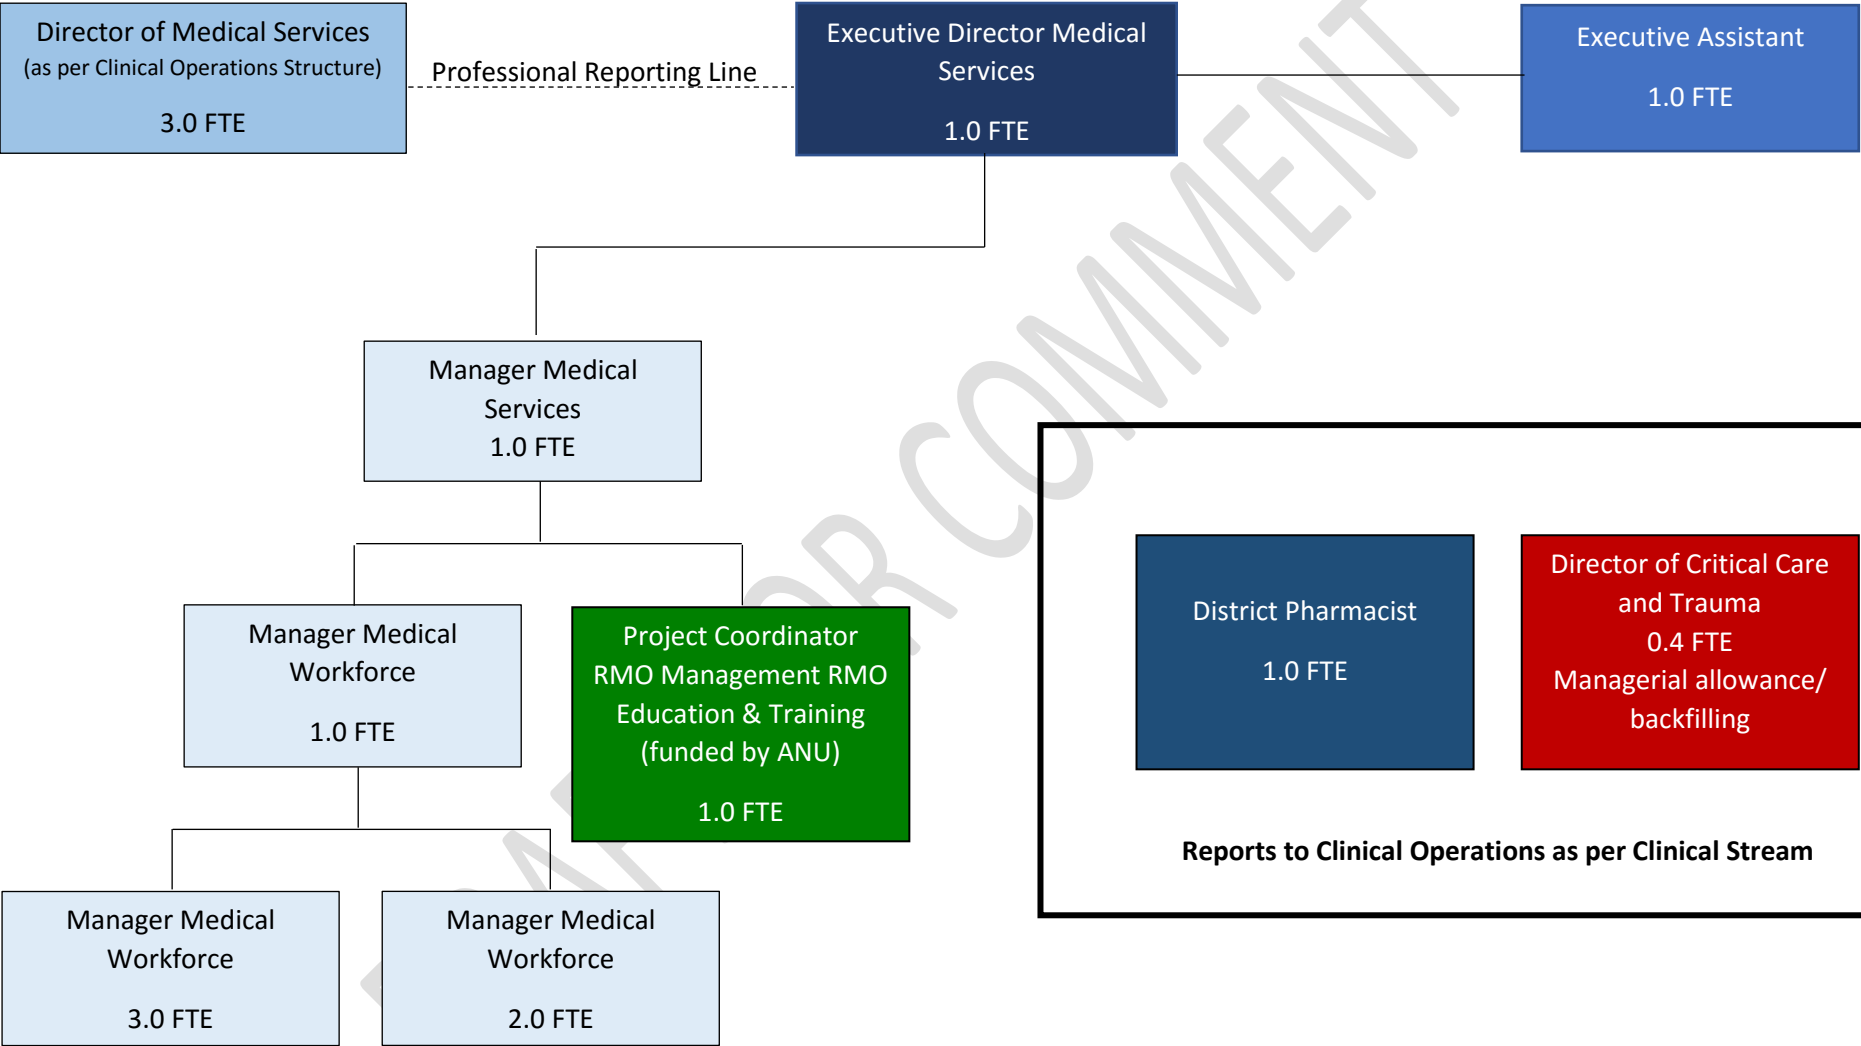 Director of Medical Services
(as per Clinical Operations Structure)
3.0 FTE
Professional Reporting Line
Executive Director Medical
Services
1.0 FTE
Executive Assistant
1.0 FTE
Manager Medical
Services
1.0 FTE
Manager Medical
Workforce
1.0 FTE
Project Coordinator
RMO Management RMO
Education & Training
(funded by ANU)
1.0 FTE
Manager Medical
Workforce
3.0 FTE
Manager Medical
Workforce
2.0 FTE
District Pharmacist
1.0 FTE
Director of Critical Care
and Trauma
0.4 FTE
Managerial allowance/
backfilling
Reports to Clinical Operations as per Clinical Stream
COMMENT